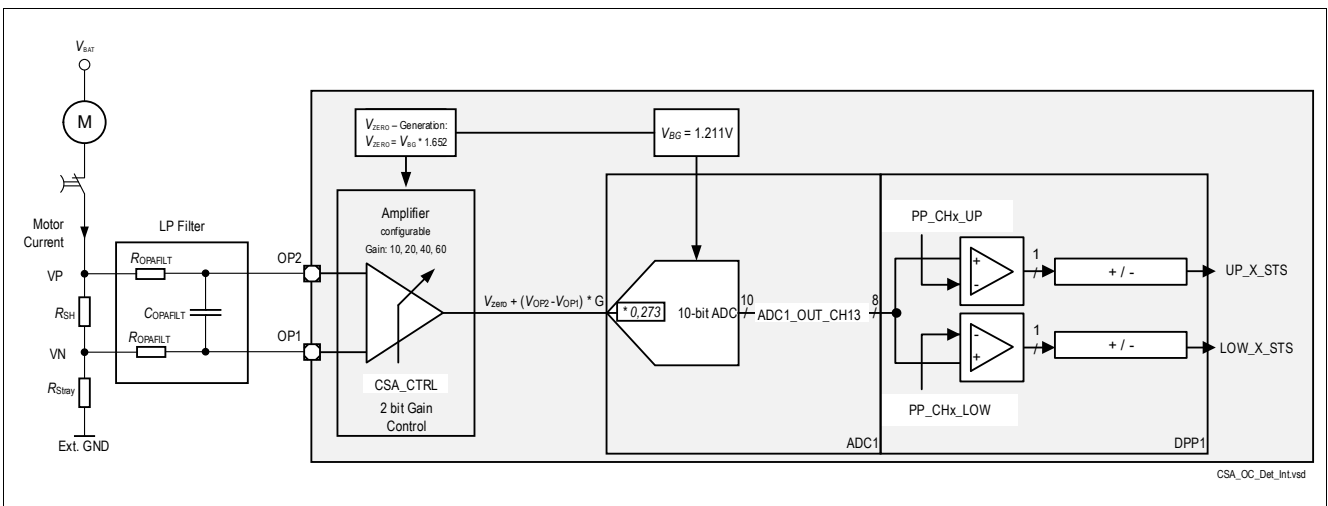 VBAT
M
Motor
Current
VP
RSH
VN
RStray
Ext. GND
LP Filter
ROPAFILT
COPAFILT
ROPAFILT
OP2
OP1
VZERO – Generation:
VZERO = VBG * 1.652
VBG = 1.211V
Amplifier
configurable
Gain: 10, 20, 40, 60
CSA_CTRL
2 bit Gain
Control
Vzero + (VOP2 -VOP1) * G
* 0,273
10-bit ADC
10
ADC1_OUT_CH13
8
ADC1
PP_CHx_UP
+
-
1
+ / -
UP_X_STS
-
+
1
+ / -
LOW_X_STS
PP_CHx_LOW
DPP1
CSA_OC_Det_Int.vsd